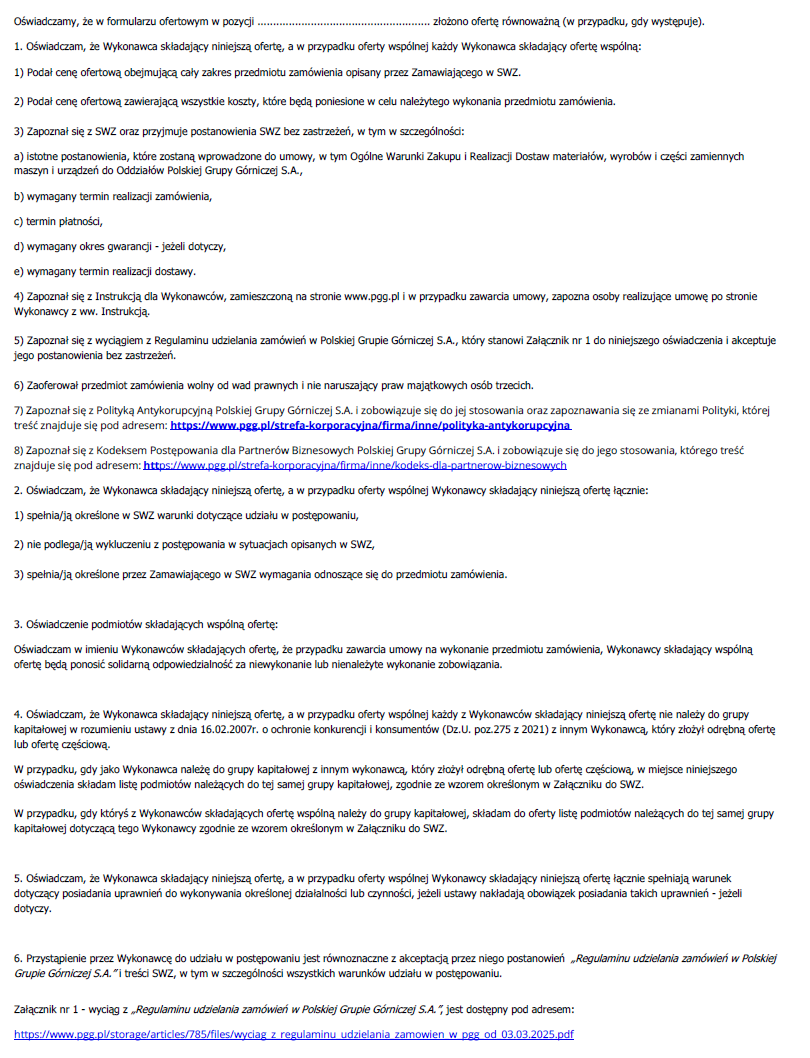 Oświadczamy, że w formularzu ofertowym w pozycji ....................................................... złożono ofertę równoważną (w przypadku, gdy występuje).
1. Oświadczam, że Wykonawca składający niniejszą ofertę, a w przypadku oferty wspólnej każdy Wykonawca składający ofertę wspólną:
1) Podał cenę ofertową obejmującą cały zakres przedmiotu zamówienia opisany przez Zamawiającego w SWZ.
2) Podał cenę ofertową zawierającą wszystkie koszty, które będą poniesione w celu należytego wykonania przedmiotu zamówienia.
3) Zapoznał się z SWZ oraz przyjmuje postanowienia SWZ bez zastrzeżeń, w tym w szczególności:
a) istotne postanowienia, które zostaną wprowadzone do umowy, w tym Ogólne Warunki Zakupu i Realizacji Dostaw materiałów, wyrobów i części zamiennych
maszyn i urządzeń do Oddziałów Polskiej Grupy Górniczej S.A.,
b) wymagany termin realizacji zamówienia,
c) termin płatności,
d) wymagany okres gwarancji - jeżeli dotyczy,
e) wymagany termin realizacji dostawy.
4) Zapoznał się z Instrukcją dla Wykonawców, zamieszczoną na stronie www.pgg.pl i w przypadku zawarcia umowy, zapozna osoby realizujące umowę po stronie
Wykonawcy z ww. Instrukcją.
5) Zapoznał się z wyciągiem z Regulaminu udzielania zamówień w Polskiej Grupie Górniczej S.A., który stanowi Załącznik nr 1 do niniejszego oświadczenia i akceptuje
jego postanowienia bez zastrzeżeń.
6) Zaoferował przedmiot zamówienia wolny od wad prawnych i nie naruszający praw majątkowych osób trzecich.
7) Zapoznał się z Polityką Antykorupcyjną Polskiej Grupy Górniczej S.A. i zobowiązuje się do jej stosowania oraz zapoznawania się ze zmianami Polityki, której
treść znajduje się pod adresem: https://www.pgg.pl/strefa-korporacyjna/firma/inne/polityka-antykorupcyjna
8) Zapoznał się z Kodeksem Postępowania dla Partnerów Biznesowych Polskiej Grupy Górniczej S.A. i zobowiązuje się do jego stosowania, którego treść
znajduje się pod adresem: https://www.pgg.pl/strefa-korporacyjna/firma/inne/kodeks-dla-partnerow-biznesowych
2. Oświadczam, że Wykonawca składający niniejszą ofertę, a w przypadku oferty wspólnej Wykonawcy składający niniejszą ofertę łącznie:
1) spełnia/ją określone w SWZ warunki dotyczące udziału w postępowaniu,
2) nie podlega/ją wykluczeniu z postępowania w sytuacjach opisanych w SWZ,
3) spełnia/ją określone przez Zamawiającego w SWZ wymagania odnoszące się do przedmiotu zamówienia.
3. Oświadczenie podmiotów składających wspólną ofertę:
Oświadczam w imieniu Wykonawców składających ofertę, że przypadku zawarcia umowy na wykonanie przedmiotu zamówienia, Wykonawcy składający wspólną
ofertę będą ponosić solidarną odpowiedzialność za niewykonanie lub nienależyte wykonanie zobowiązania.
4. Oświadczam, że Wykonawca składający niniejszą ofertę, a w przypadku oferty wspólnej każdy z Wykonawców składający niniejszą ofertę nie należy do grupy
kapitałowej w rozumieniu ustawy z dnia 16.02.2007r. o ochronie konkurencji i konsumentów (Dz.U. poz.275 z 2021) z innym Wykonawcą, który złożył odrębną ofertę
lub ofertę częściową.
W przypadku, gdy jako Wykonawca należę do grupy kapitałowej z innym wykonawcą, który złożył odrębną ofertę lub ofertę częściową, w miejsce niniejszego
oświadczenia składam listę podmiotów należących do tej samej grupy kapitałowej, zgodnie ze wzorem określonym w Załączniku do SWZ.
W przypadku, gdy któryś z Wykonawców składających ofertę wspólną należy do grupy kapitałowej, składam do oferty listę podmiotów należących do tej samej grupy
kapitałowej dotyczącą tego Wykonawcy zgodnie ze wzorem określonym w Załączniku do SWZ.
5. Oświadczam, że Wykonawca składający niniejszą ofertę, a w przypadku oferty wspólnej Wykonawcy składający niniejszą ofertę łącznie spełniają warunek
dotyczący posiadania uprawnień do wykonywania określonej działalności lub czynności, jeżeli ustawy nakładają obowiązek posiadania takich uprawnień - jeżeli
dotyczy.
6. Przystąpienie przez Wykonawcę do udziału w postępowaniu jest równoznaczne z akceptacją przez niego postanowień „Regulaminu udzielania zamówień w Polskiej
Grupie Górniczej S.A.” i treści SWZ, w tym w szczególności wszystkich warunków udziału w postępowaniu.
Załącznik nr 1 - wyciąg z „Regulaminu udzielania zamówień w Polskiej Grupie Górniczej S.A.”, jest dostępny pod adresem:
https://www.pgg.pl/storage/articles/785/files/wyciag_z_regulaminu_udzielania_zamowien_w_pgg_od_03.03.2025.pdf